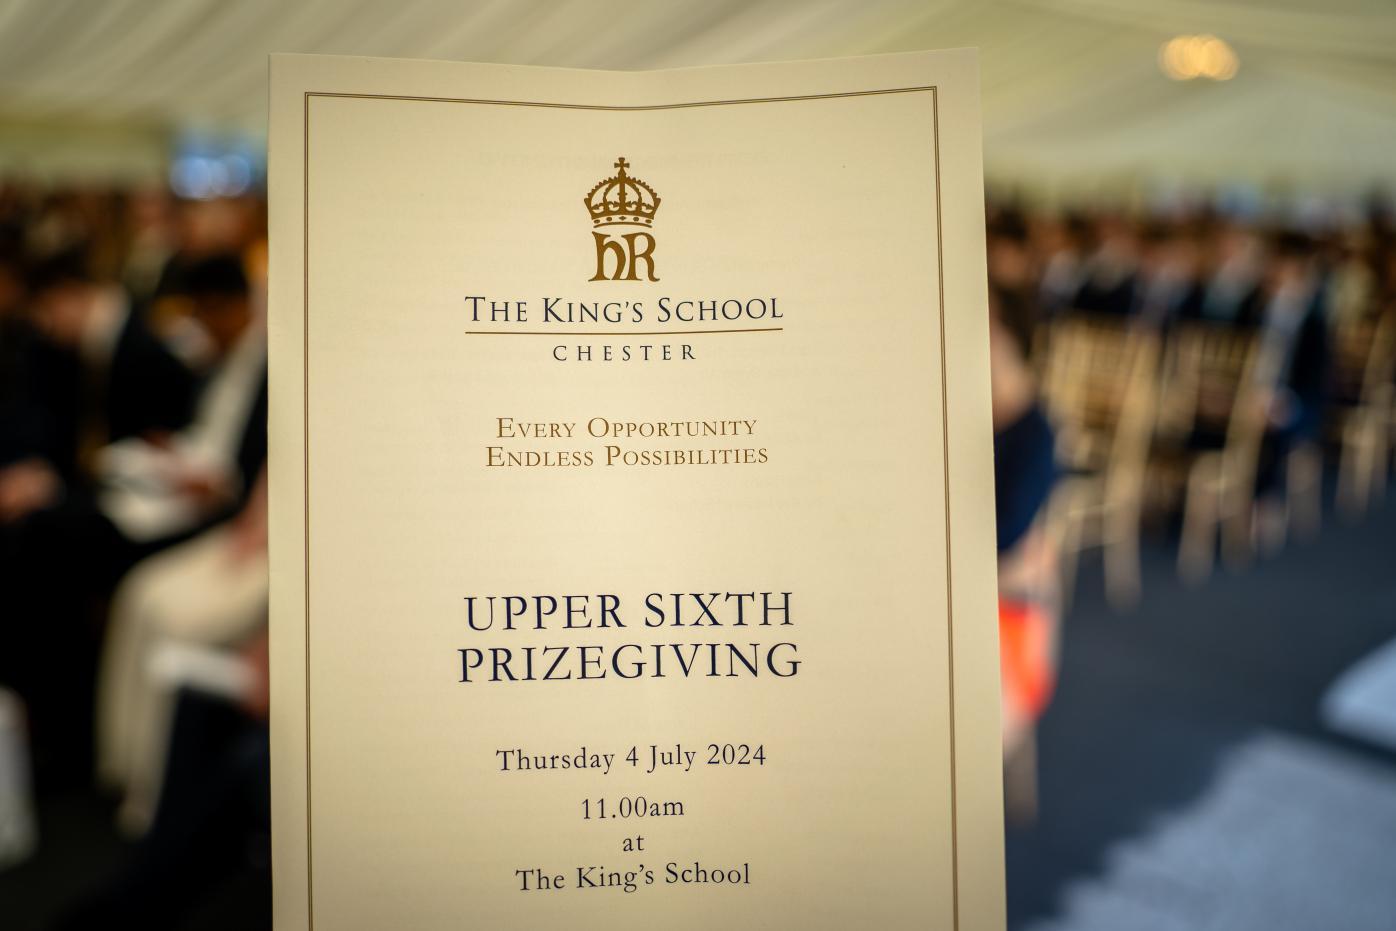 hR
THE KING'S SCHOOL
CHESTER
EVERY OPPORTUNITY
ENDLESS POSSIBILITIES
UPPER SIXTH
PRIZEGIVING
Thursday 4 July 2024
11.00am
at
The King's School